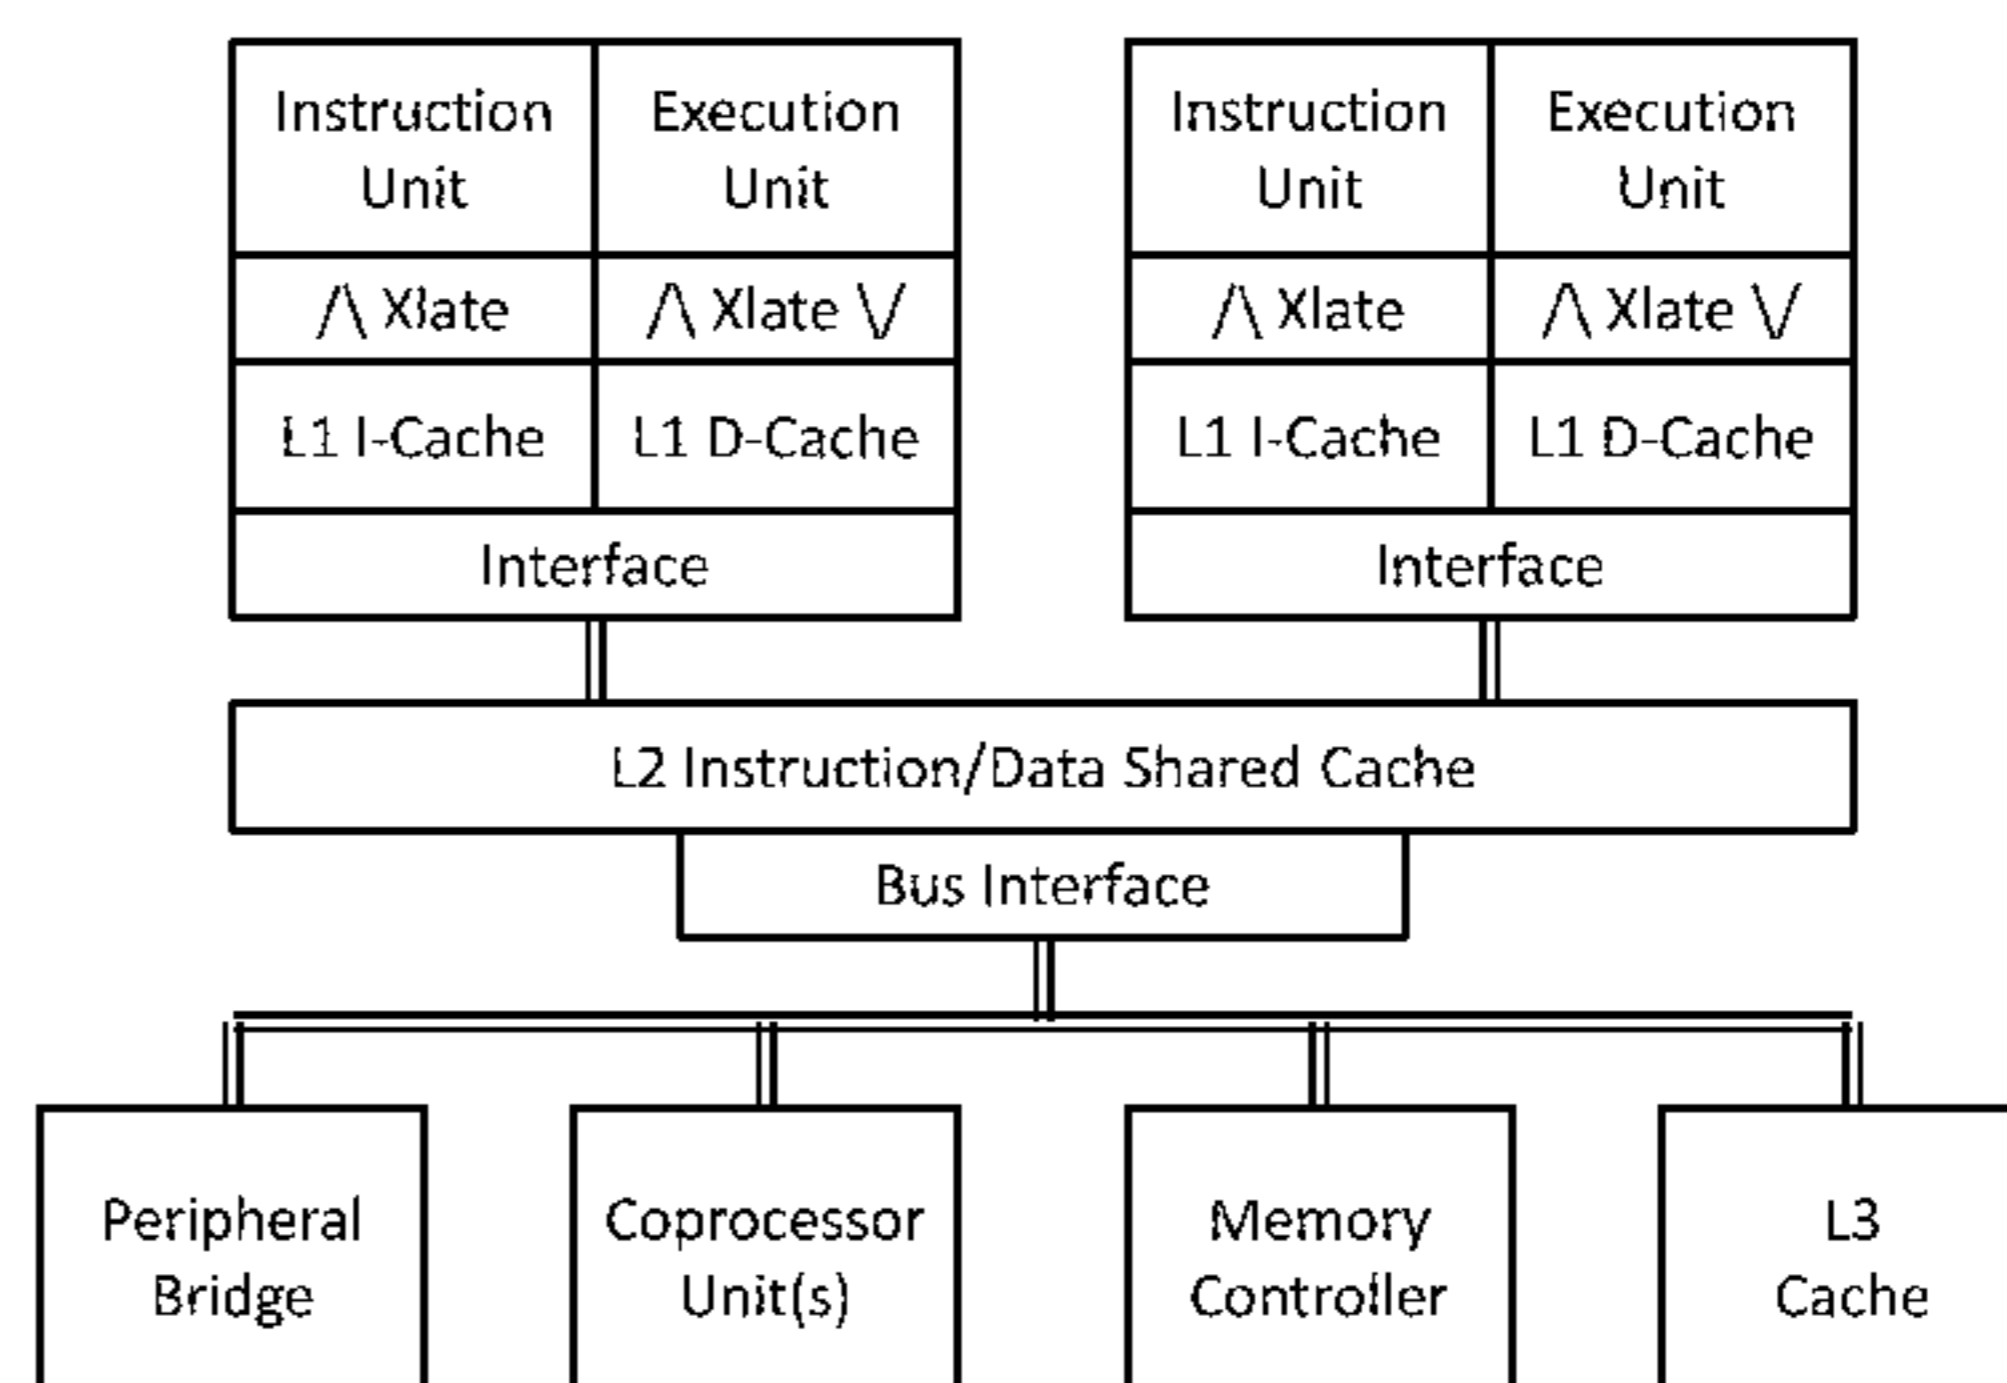 Instruction Unit
Execution Unit
Instruction Unit
Execution Unit
/\ Xlate
/\ Xlate \/
/\ Xlate
/\ Xlate \/
L1 I-Cache
L1 D-Cache
L1 I-Cache
L1 D-Cache
Interface
Interface
L2 Instruction/Data Shared Cache
Bus Interface
Peripheral
Bridge
Coprocessor
Unit(s)
Memory
Controller
L3
Cache